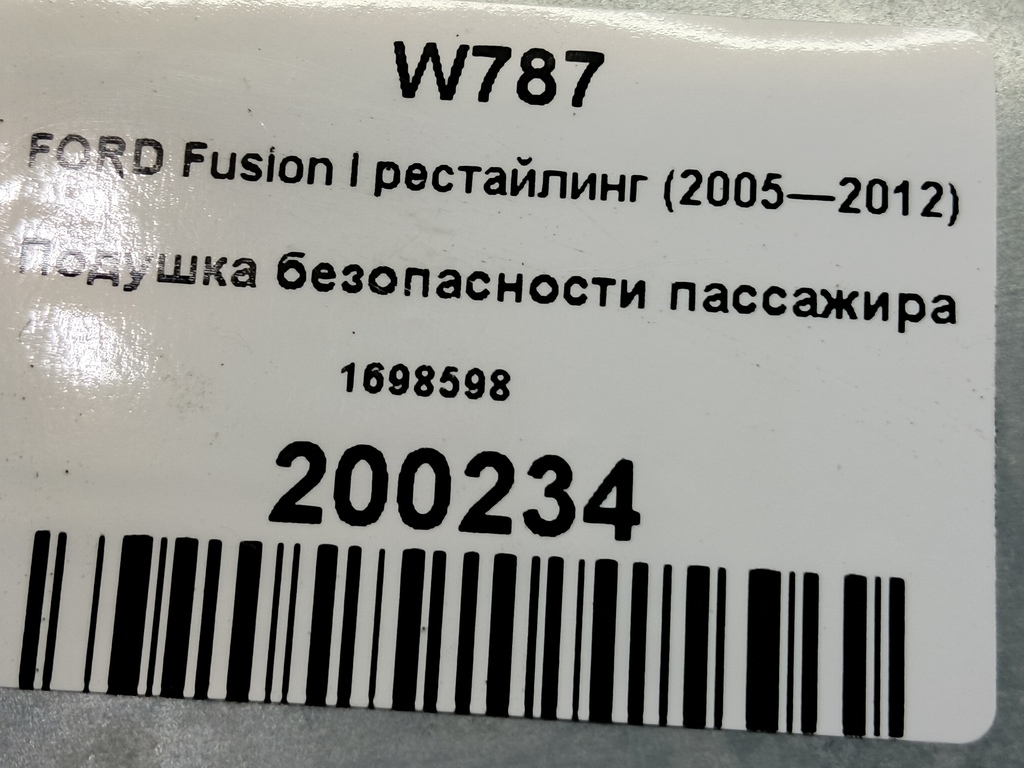 W787
FORD Fusion I рестайлинг (2005—2012)
Подушка безопасности пассажира
1698598
200234